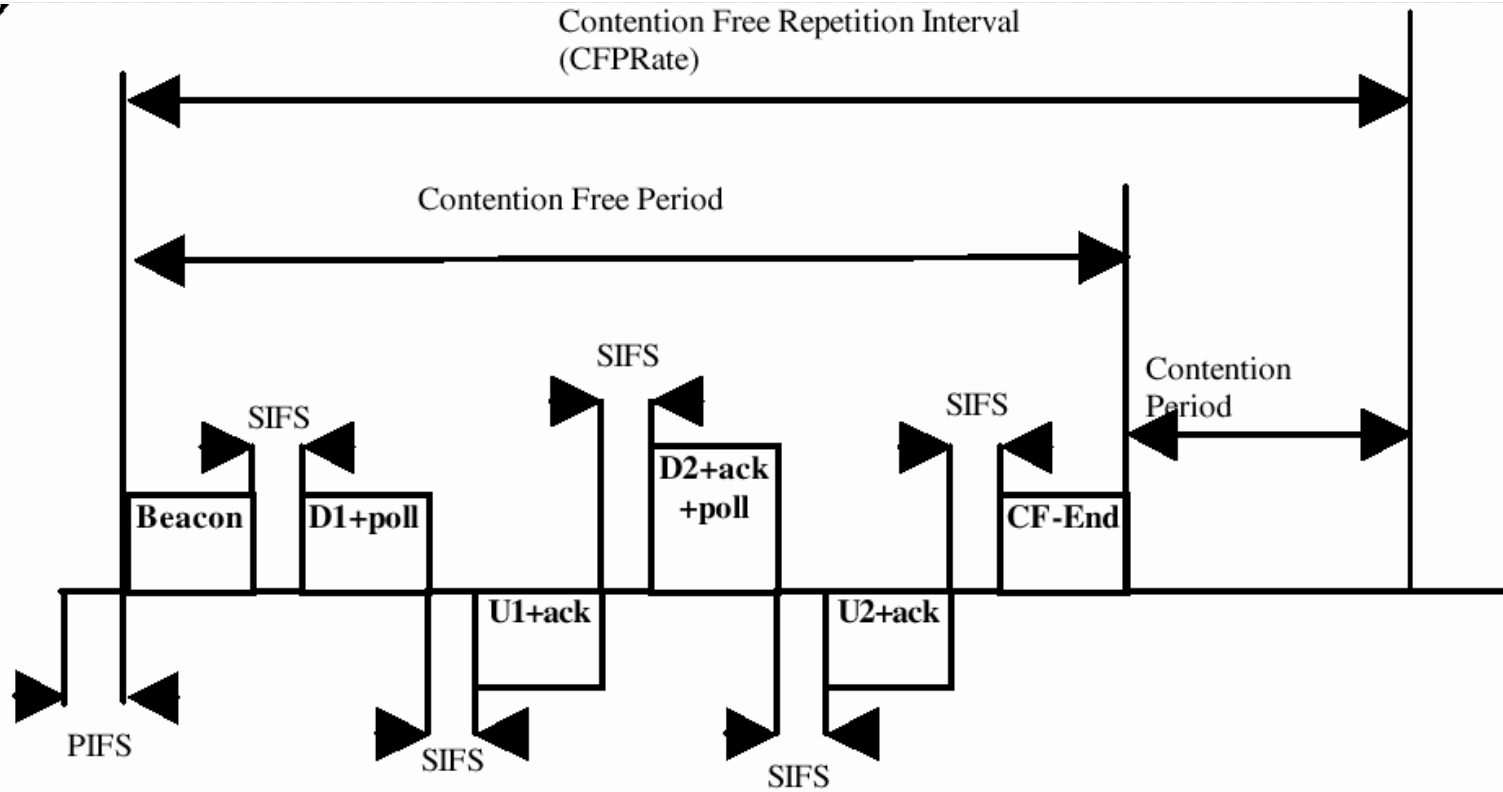 Contention Free Repetition Interval
(CFPRate)
Contention Free Period
SIFS
Contention
Period
SIFS
SIFS
D2+ack
+poll
Beacon
D1+poll
CF-End
U1+ack
U2+ack
PIFS
SIFS
SIFS